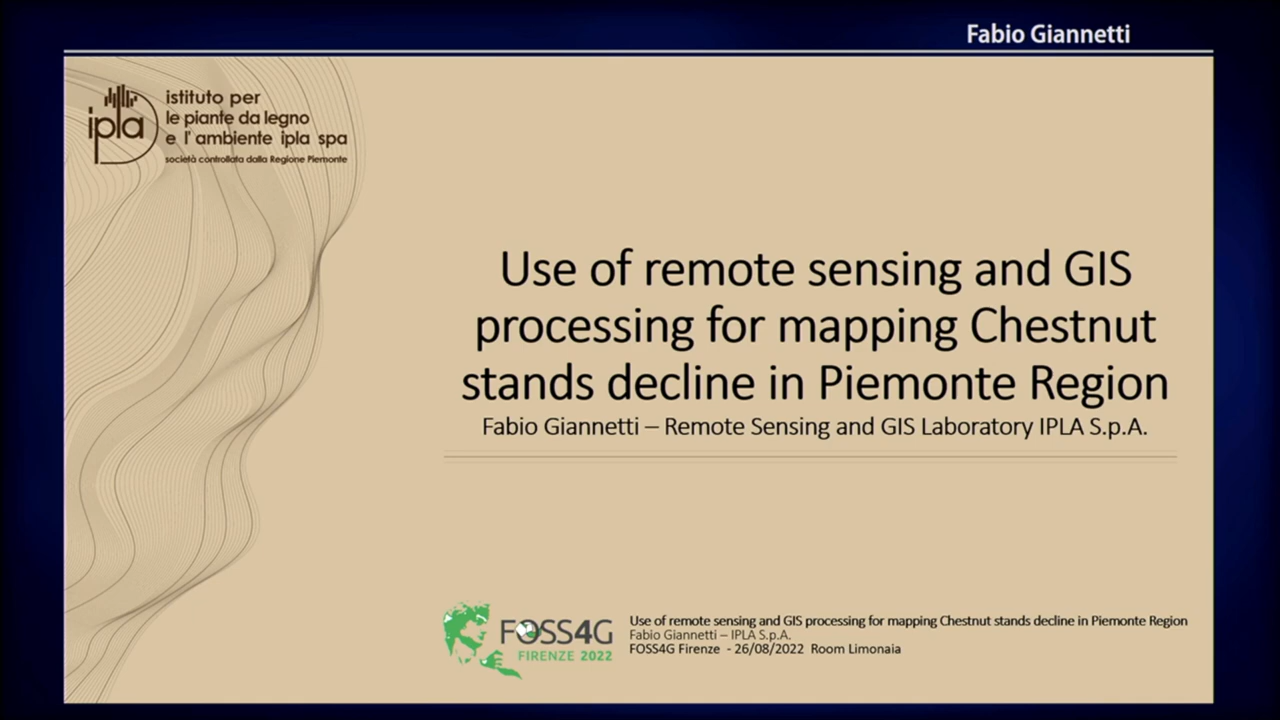 Fabio Giannetti
ipla
istituto per
le piante da legno
e l' ambiente ipla spa
società controllata dalla Regione Piemonte
Use of remote sensing and GIS
processing for mapping Chestnut
stands decline in Piemonte Region
Fabio Giannetti – Remote Sensing and GIS Laboratory IPLA S.p.A.
FOSS4G
FIRENZE 2022
Use of remote sensing and GIS processing for mapping Chestnut stands decline in Piemonte Region
Fabio Giannetti – IPLA S.p.A.
FOSS4G Firenze - 26/08/2022 Room Limonaia